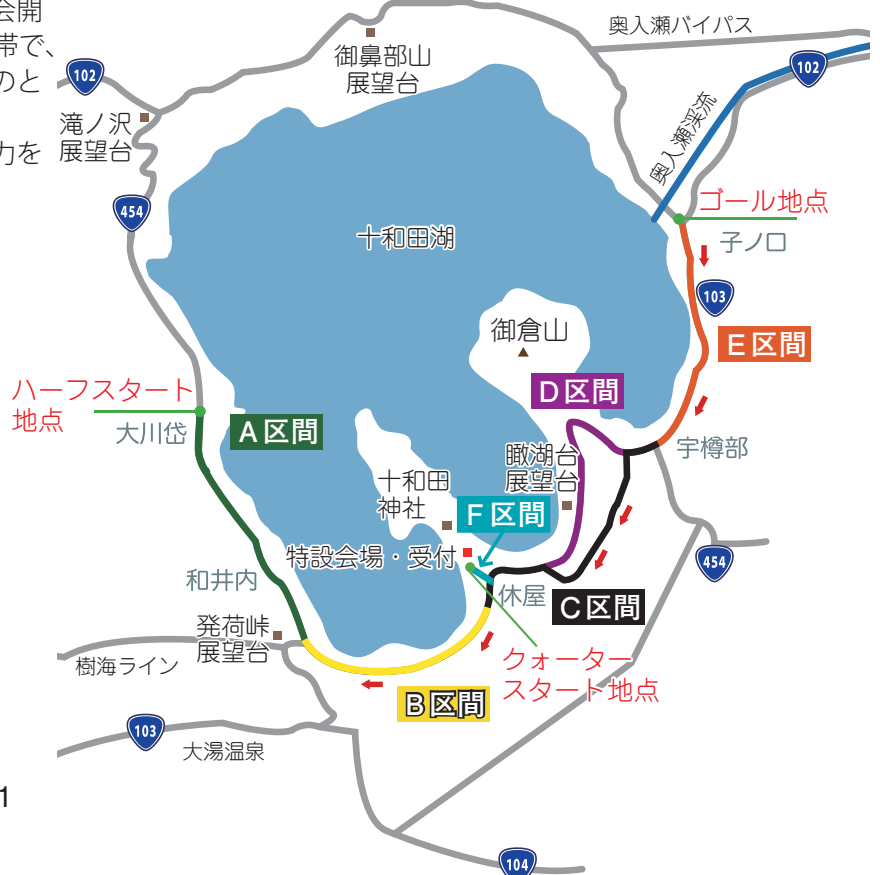 会開
帯で、
のと
力を
奥入瀬バイパス
御鼻部山
展望台
102
102
滝ノ沢
展望台
奥入瀬渓流
454
ゴール地点
子ノ口
十和田湖
103
御倉山
E区間
D区間
ハーフスタート
地点
大川岱
A区間
宇樽部
瞰湖台
展望台
十和田
神社
F区間
特設会場・受付
454
和井内
休屋
C区間
発荷峠
展望台
樹海ライン
クォーター
スタート地点
B区間
103
大湯温泉
1
104